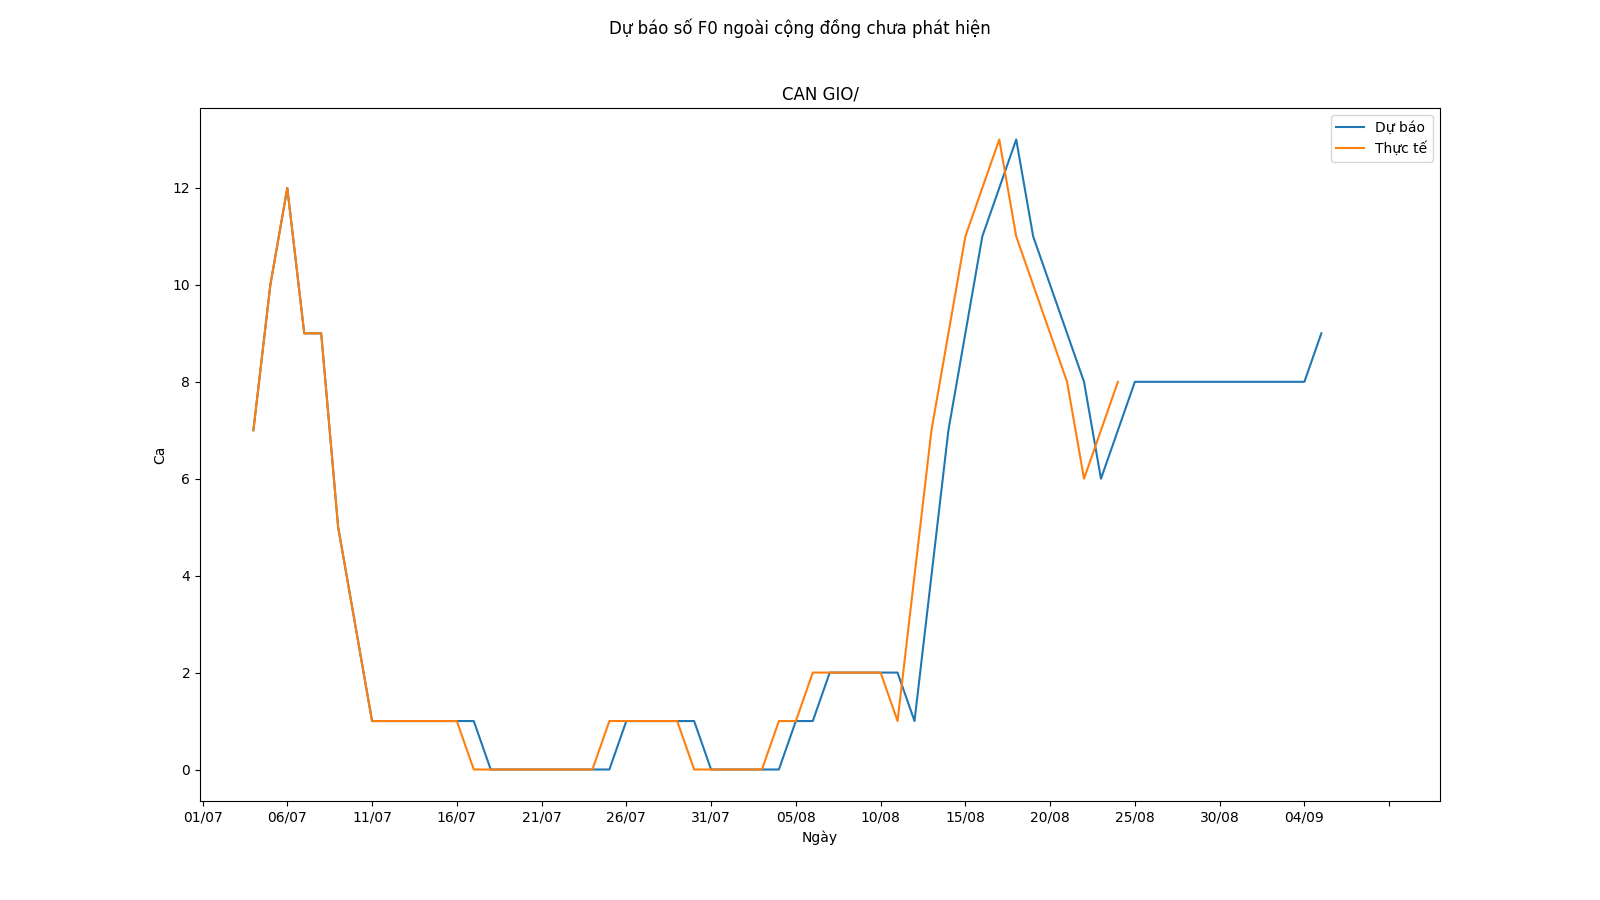 Dự báo số F0 ngoài cộng đồng chưa phát hiện
CAN GIO/
Dự báo
Thực tế
12
10
8
6
4
2
0
Ca
01/07 06/07 11/07 16/07 21/07 26/07 31/07 05/08 10/08 15/08 20/08 25/08 30/08 04/09
Ngày